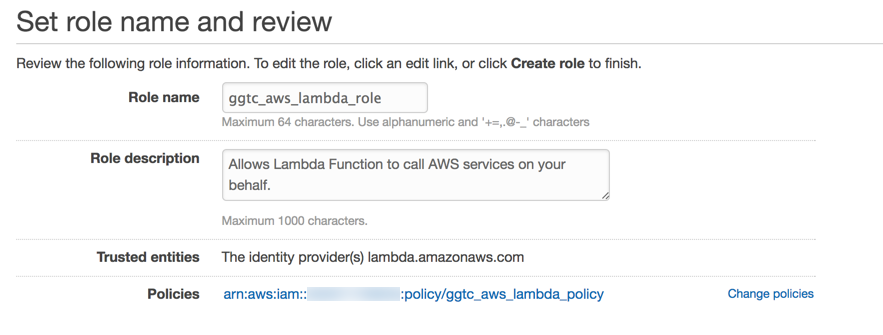 Set role name and review
Review the following role information. To edit the role, click an edit link, or click Create role to finish.
Role name
ggtc_aws_lambda_role
Maximum 64 characters. Use alphanumeric and '+=,.@-_' characters
Role description
Allows Lambda Function to call AWS services on your
behalf.
Maximum 1000 characters.
Trusted entities The identity provider(s) lambda.amazonaws.com
Policies arn:aws:iam:: :policy/ggtc_aws_lambda_policy Change policies